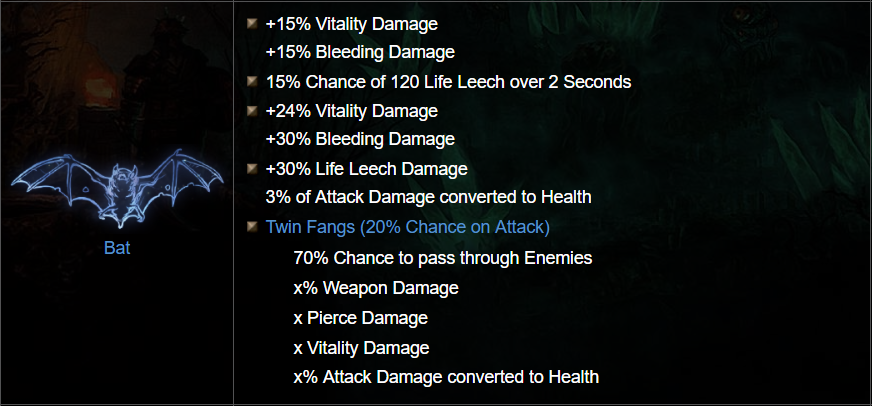 +15% Vitality Damage
+15% Bleeding Damage
15% Chance of 120 Life Leech over 2 Seconds
+24% Vitality Damage
+30% Bleeding Damage
+30% Life Leech Damage
3% of Attack Damage converted to Health
Bat
Twin Fangs (20% Chance on Attack)
70% Chance to pass through Enemies
x% Weapon Damage
x Pierce Damage
x Vitality Damage
x% Attack Damage converted to Health